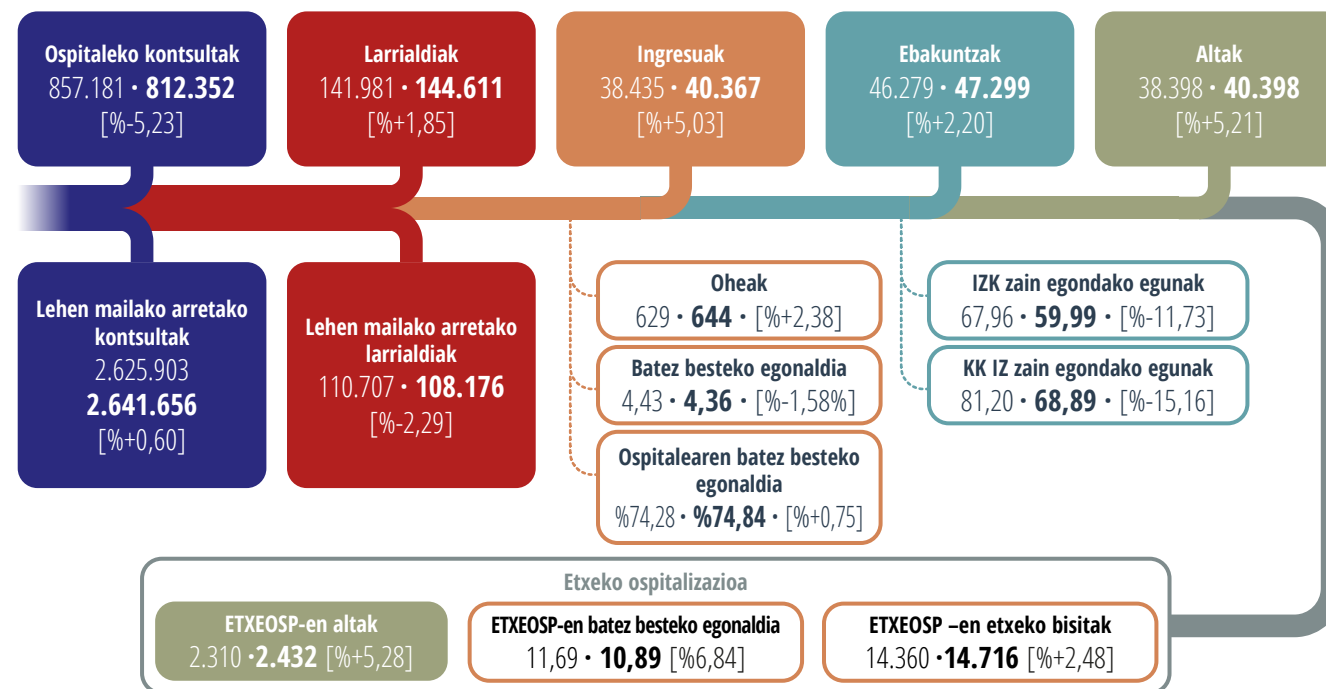 Ospitaleko kontsultak
857.181 • 812.352
[%-5,23]
Larrialdiak
141.981 • 144.611
[%+1,85]
Ingresuak
38.435 • 40.367
[%+5,03]
Ebakuntzak
46.279 • 47.299
[%+2,20]
Altak
38.398 • 40.398
[%+5,21]
Lehen mailako arretako
kontsultak
2.625.903
2.641.656
[%+0,60]
Lehen mailako arretako
larrialdiak
110.707 • 108.176
[%-2,29]
Oheak
629 • 644 • [%+2,38]
Batez besteko egonaldia
4,43 • 4,36 • [%-1,58%]
Ospitalearen batez besteko
egonaldia
%74,28 • %74,84 • [%+0,75]
IZK zain egondako egunak
67,96 • 59,99 • [%-11,73]
KK IZ zain egondako egunak
81,20 • 68,89 • [%-15,16]
Etxeko ospitalizazioa
ETXEOSP-en altak
2.310 •2.432 [%+5,28]
ETXEOSP-en batez besteko egonaldia
11,69 • 10,89 [%6,84]
ETXEOSP –en etxeko bisitak
14.360 •14.716 [%+2,48]